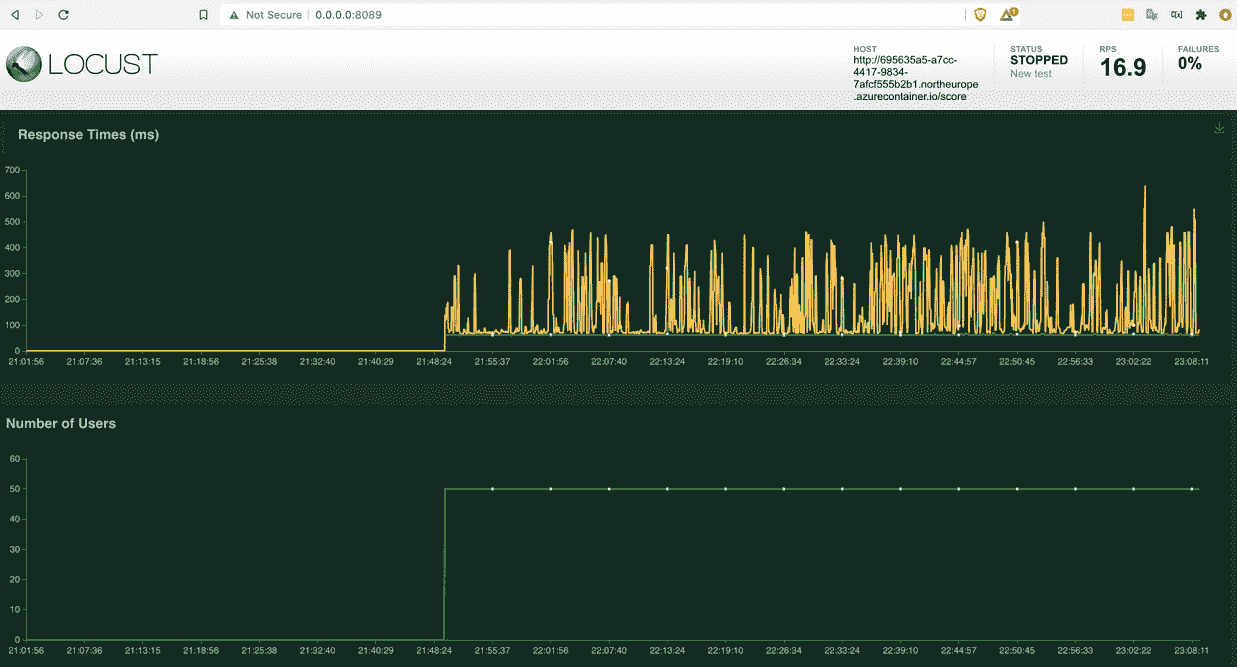 Not Secure 0.0.0.0:8089
LOCUST
HOST
http://695635a5-a7cc-
4417-9834-
7afcf555b2b1.northeurope
.azurecontainer.io/score
STATUS
STOPPED
New test
RPS
16.9
FAILURES
0%
Response Times (ms)
700
600
500
400
300
200
100
0
21:01:56 21:07:36 21:13:15 21:18:56 21:25:38 21:32:40 21:40:29 21:48:24 21:55:37 22:01:56 22:07:40 22:13:24 22:19:10 22:26:34 22:33:24 22:39:10 22:44:57 22:50:45 22:56:33 23:02:22 23:08:11
Number of Users
60
50
40
30
20
10
0
21:01:56 21:07:36 21:13:15 21:18:56 21:25:38 21:32:40 21:40:29 21:48:24 21:55:37 22:01:56 22:07:40 22:13:24 22:19:10 22:26:34 22:33:24 22:39:10 22:44:57 22:50:45 22:56:33 23:02:22 23:08:11